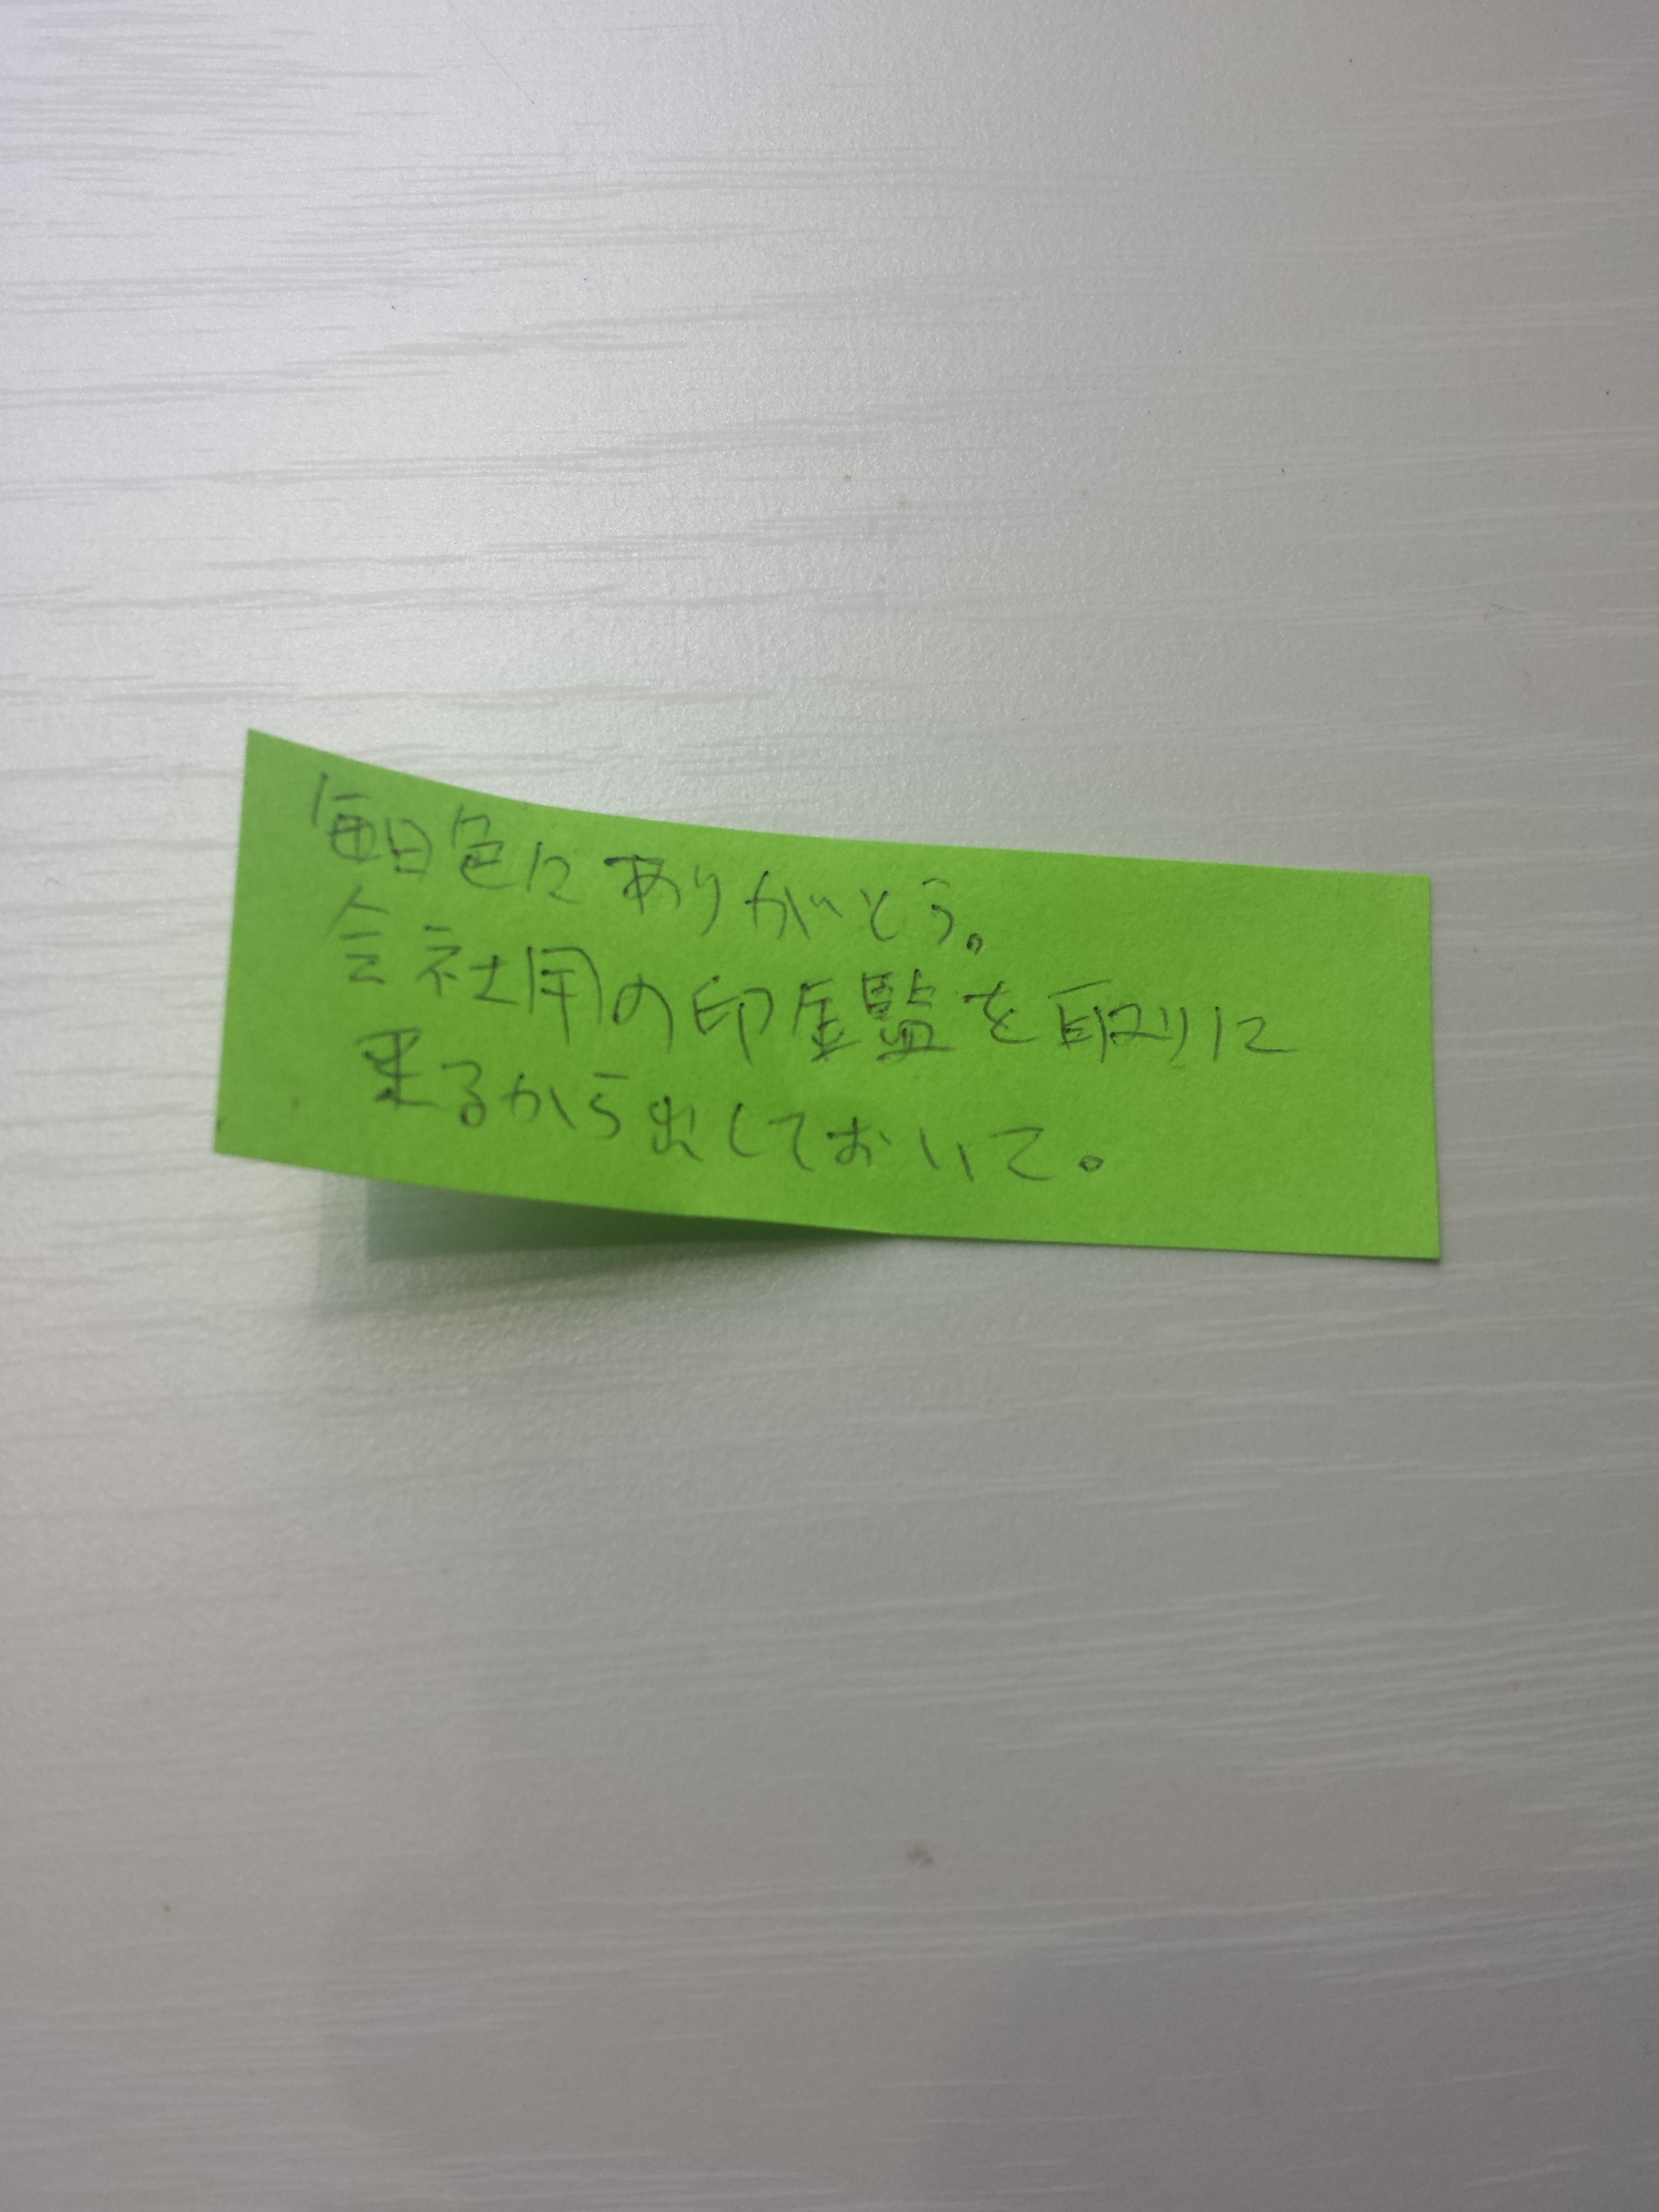 毎日色にありがとう。
会社用の印鑑を取りに
来るから出しておいて。